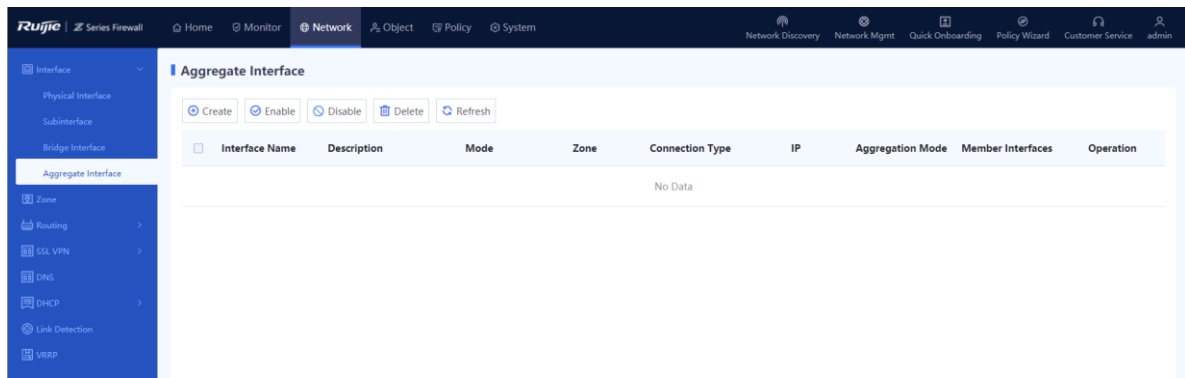 Ruijie | Z Series Firewall
Home
Monitor
Network
Object
Policy
System
Network Discovery
Network Mgmt
Quick Onboarding
Policy Wizard
Customer Service
admin
Interface
Physical Interface
Subinterface
Bridge Interface
Aggregate Interface
Zone
Routing
SSL VPN
DNS
DHCP
Link Detection
VRRP
Aggregate Interface
Create Enable Disable Delete Refresh
Interface Name Description Mode Zone Connection Type IP Aggregation Mode Member Interfaces Operation
No Data